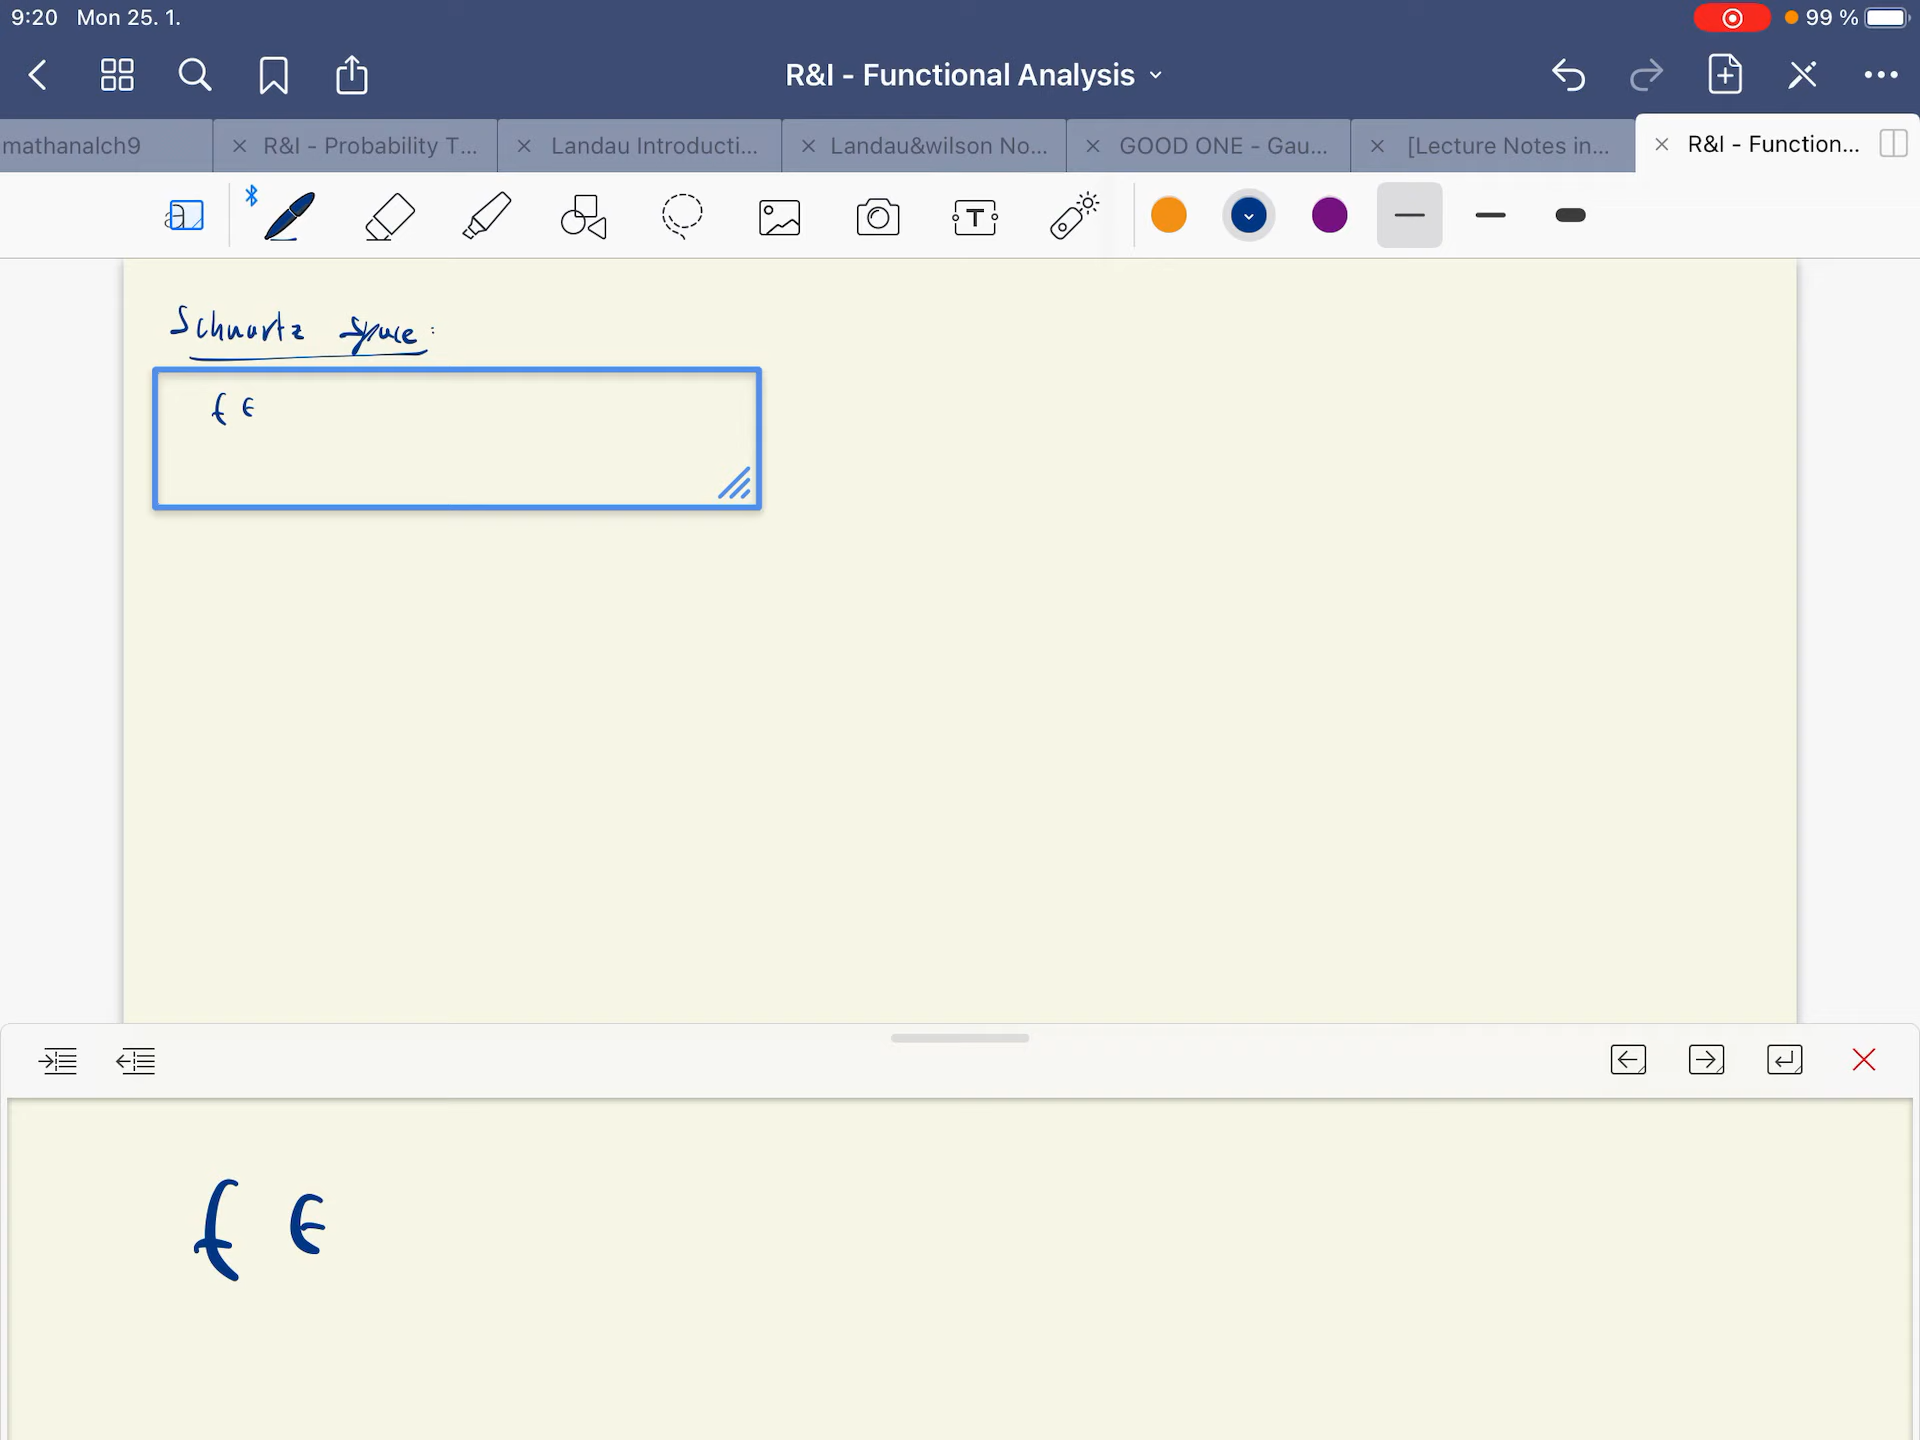 9:20 Mon 25. 1. 99 %
R&I - Functional Analysis
mathanalch9 R&I - Probability T... Landau Introducti... Landau&wilson No... GOOD ONE - Gau... [Lecture Notes in... R&I - Function...
Schwartz space:
f ∈
f ∈